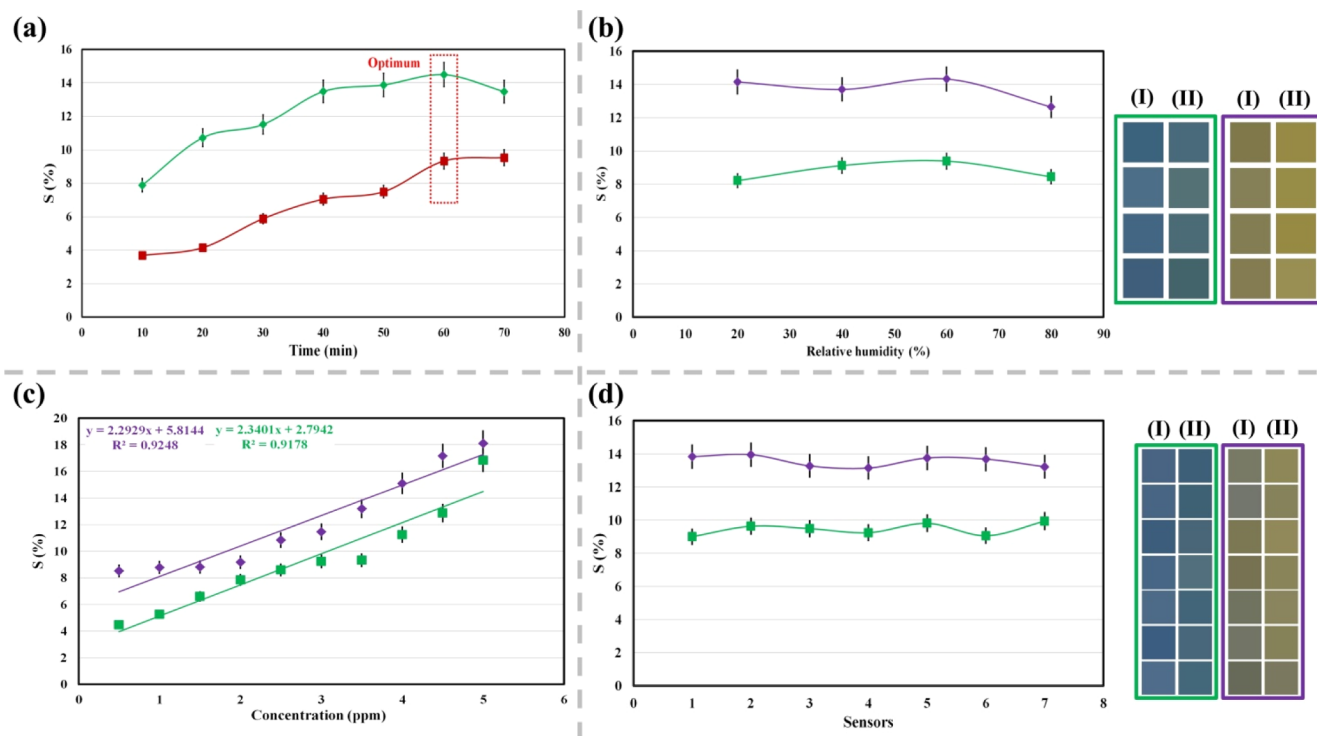 (a)
16
14
12
10
8
6
4
2
0
S (%)
Optimum
0 10 20 30 40 50 60 70 80
Time (min)
(b)
16
14
12
10
8
6
4
2
0
S (%)
0 10 20 30 40 50 60 70 80 90
Relative humidity (%)
(I) (II) (I) (II)
(c)
20
18
16
14
12
10
8
6
4
2
0
S (%)
y = 2.2929x + 5.8144 y = 2.3401x + 2.7942
R² = 0.9248 R² = 0.9178
0 1 2 3 4 5 6
Concentration (ppm)
(d)
16
14
12
10
8
6
4
2
0
S (%)
0 1 2 3 4 5 6 7 8
Sensors
(I) (II) (I) (II)